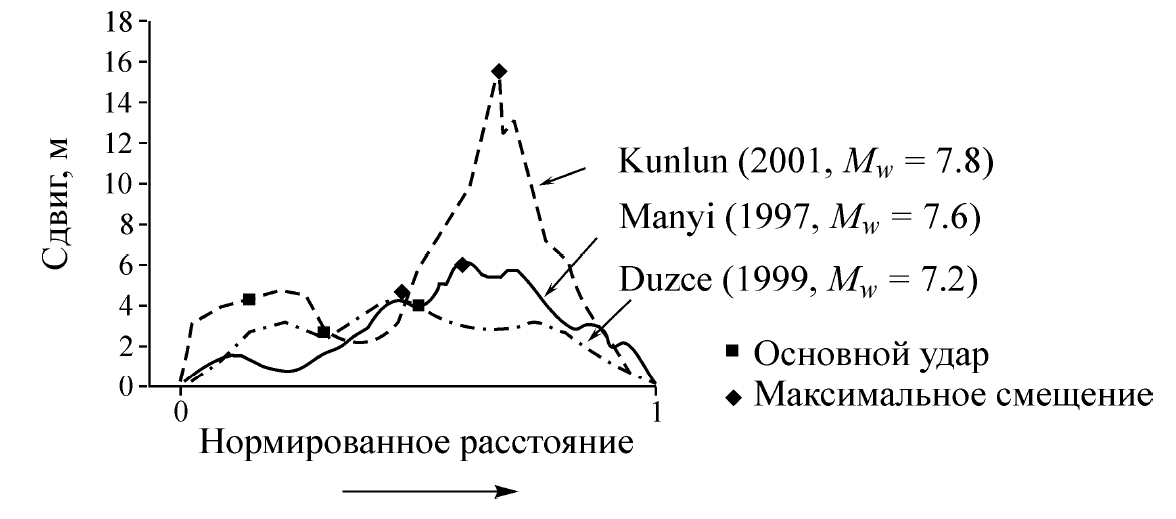 18
16
14
12
10
8
6
4
2
0
Сдвиг, м
Kunlun (2001, Mw = 7.8)
Manyi (1997, Mw = 7.6)
Duzce (1999, Mw = 7.2)
Основной удар
Максимальное смещение
0 1
Нормированное расстояние